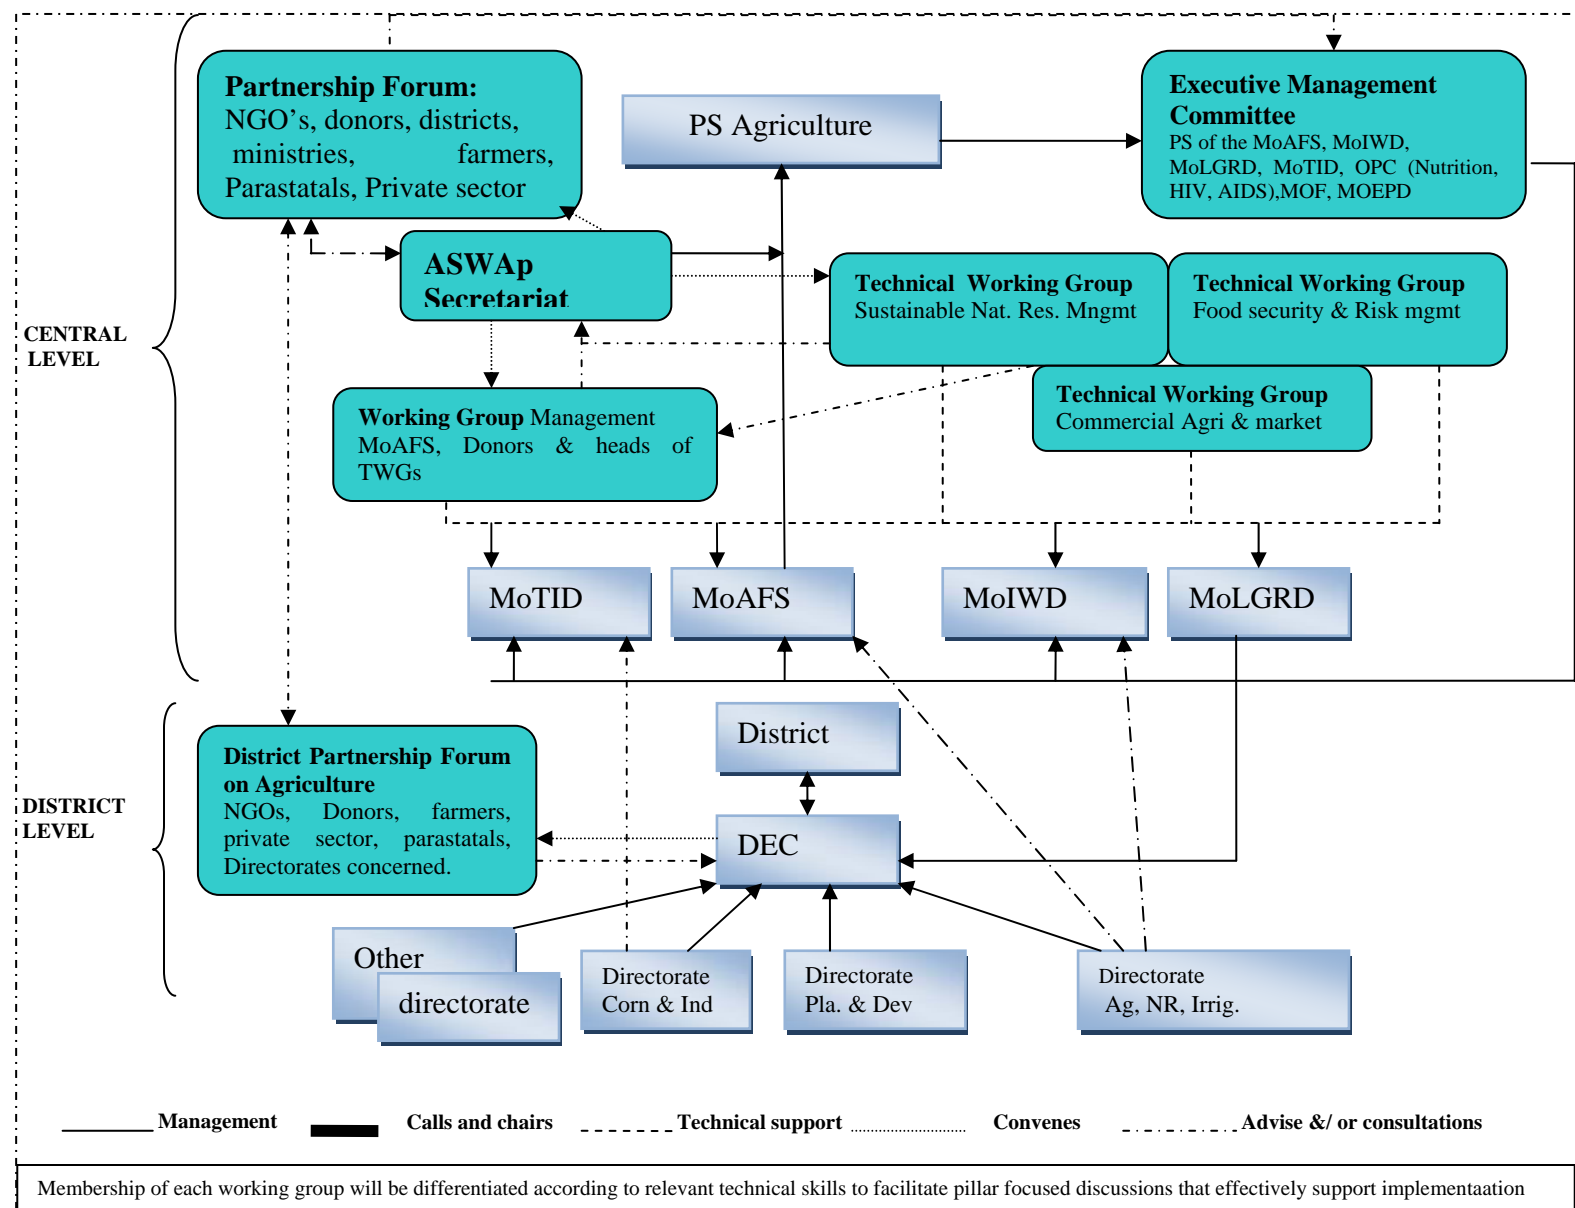 Partnership Forum:
NGO’s, donors, districts,
ministries, farmers,
Parastatals, Private sector
PS Agriculture
Executive Management
Committee
PS of the MoAFS, MoIWD,
MoLGRD, MoTID, OPC (Nutrition,
HIV, AIDS),MOF, MOEPD
ASWAp
Secretariat
Technical Working Group
Sustainable Nat. Res. Mngmt
Technical Working Group
Food security & Risk mgmt
CENTRAL
LEVEL
Technical Working Group
Commercial Agri & market
Working Group Management
MoAFS, Donors & heads of
TWGs
MoTID
MoAFS
MoIWD
MoLGRD
District
District Partnership Forum
on Agriculture
NGOs, Donors, farmers,
private sector, parastatals,
Directorates concerned.
DISTRICT
LEVEL
DEC
Other
directorate
Directorate
Corn & Ind
Directorate
Pla. & Dev
Directorate
Ag, NR, Irrig.
Management
Calls and chairs
Technical support
Convenes
Advise &/ or consultations
Membership of each working group will be differentiated according to relevant technical skills to facilitate pillar focused discussions that effectively support implementaation